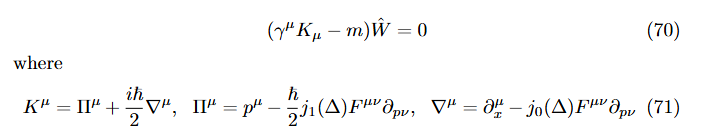 (γ^μ K_μ − m)Ŵ = 0 (70)
where
K^μ = Π^μ + iħ/2 ∇^μ, Π^μ = p^μ − ħ/2 j_1(Δ)F^{μν}∂_{pν}, ∇^μ = ∂_x^μ − j_0(Δ)F^{μν}∂_{pν} (71)